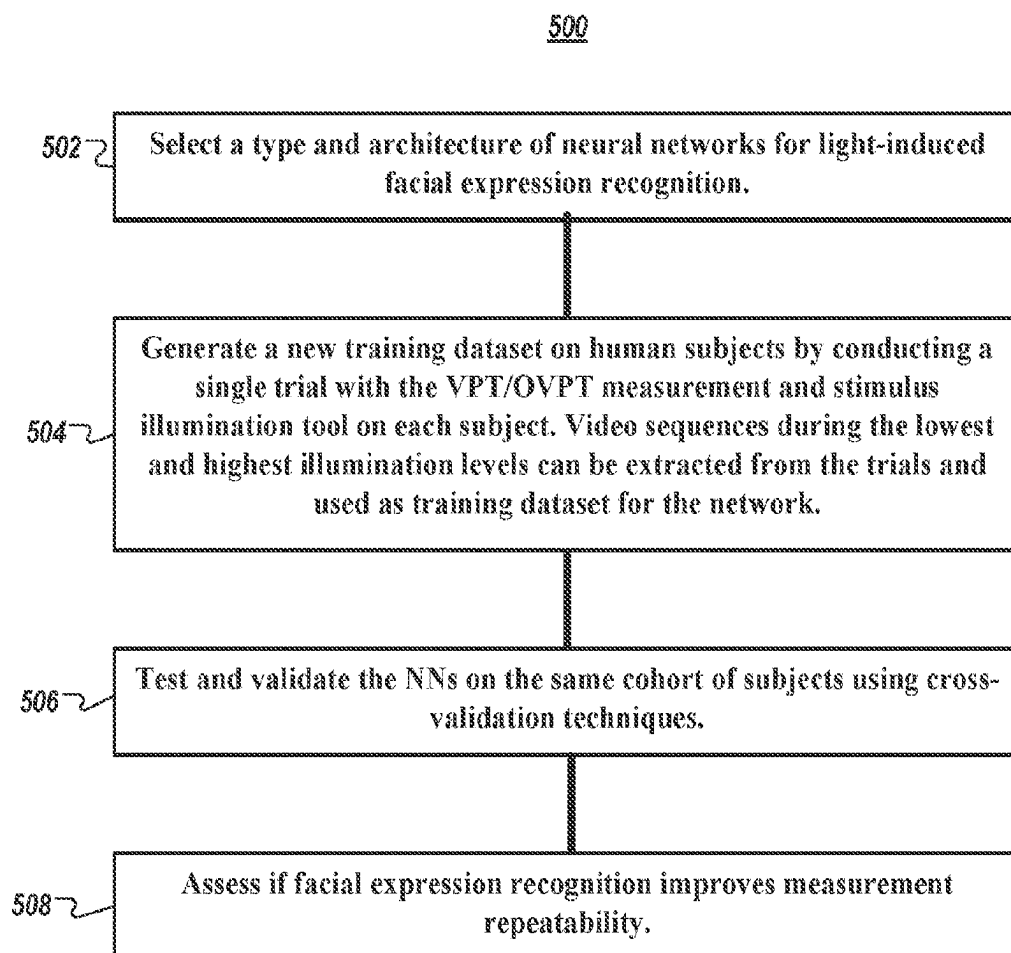 500
502
Select a type and architecture of neural networks for light-induced
facial expression recognition.
504
Generate a new training dataset on human subjects by conducting a
single trial with the VPT/OVPT measurement and stimulus
illumination tool on each subject. Video sequences during the lowest
and highest illumination levels can be extracted from the trials and
used as training dataset for the network.
506
Test and validate the NNs on the same cohort of subjects using cross-
validation techniques.
508
Assess if facial expression recognition improves measurement
repeatability.